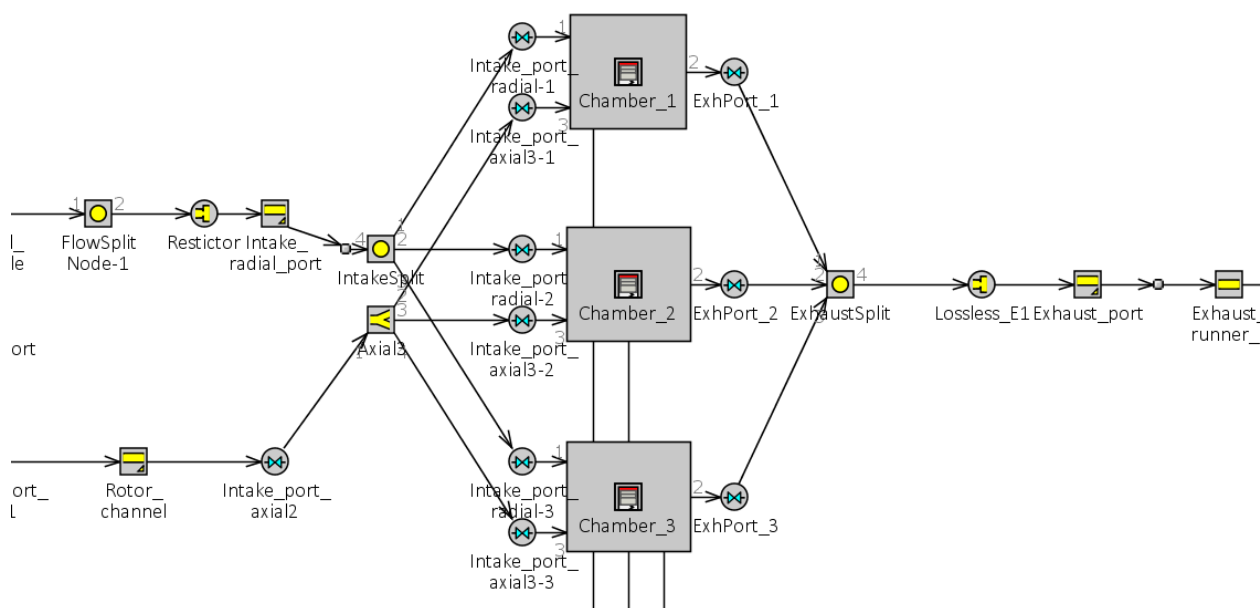 1
Intake_port_
radial-1
2
Chamber_1
ExhPort_1
3
Intake_port_
axial3-1
1
2
FlowSplit
Node-1
Restictor
Intake_
radial_port
4
1
2
IntakeSplit
1
Intake_port_
radial-2
2
Chamber_2
ExhPort_2
3
Intake_port_
axial3-2
3
Axial3
2
4
ExhaustSplit
Lossless_E1
Exhaust_port
Exhaust_
runner_
ort
ort_
Rotor_
channel
Intake_port_
axial2
1
Intake_port_
radial-3
2
Chamber_3
ExhPort_3
3
Intake_port_
axial3-3